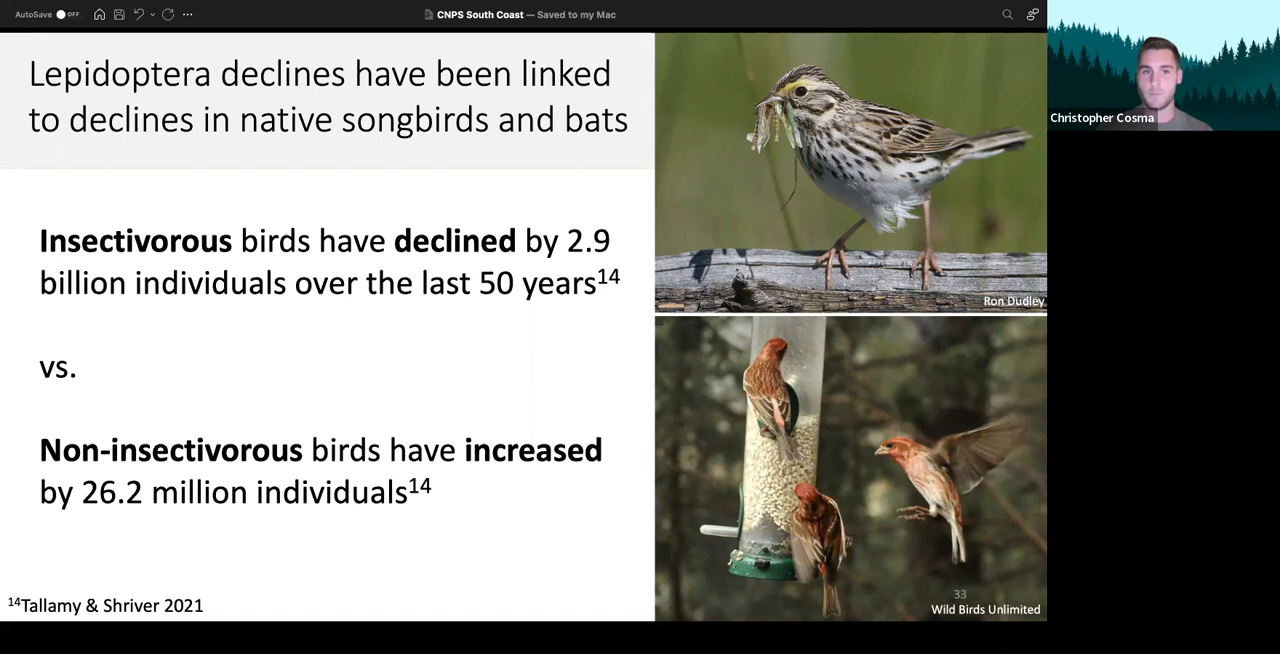 AutoSave OFF
CNPS South Coast — Saved to my Mac
Lepidoptera declines have been linked
to declines in native songbirds and bats
Insectivorous birds have declined by 2.9
billion individuals over the last 50 years14
vs.
Non-insectivorous birds have increased
by 26.2 million individuals14
14Tallamy & Shriver 2021
Ron Dudley
33
Wild Birds Unlimited
Christopher Cosma